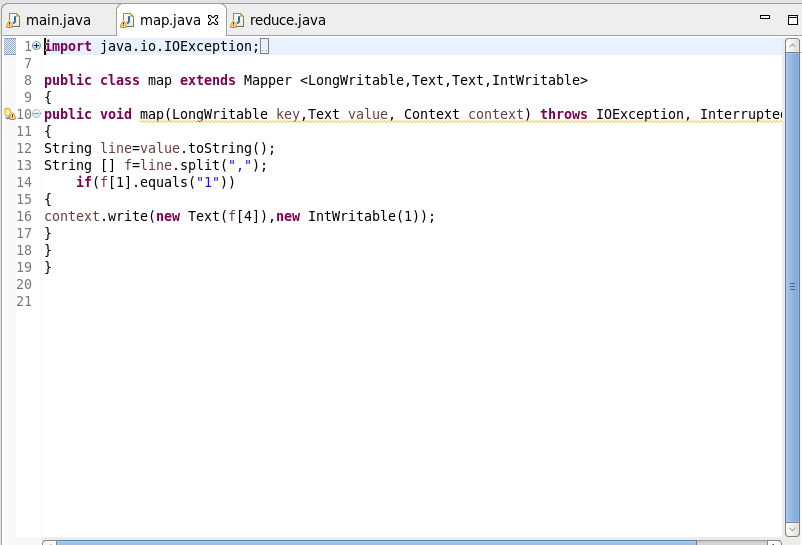 main.java map.java reduce.java
1 import java.io.IOException;
7
8 public class map extends Mapper <LongWritable,Text,Text,IntWritable>
9 {
10 public void map(LongWritable key,Text value, Context context) throws IOException, Interrupted
11 {
12 String line=value.toString();
13 String [] f=line.split(",");
14 if(f[1].equals("1"))
15 {
16 context.write(new Text(f[4]),new IntWritable(1));
17 }
18 }
19 }
20
21